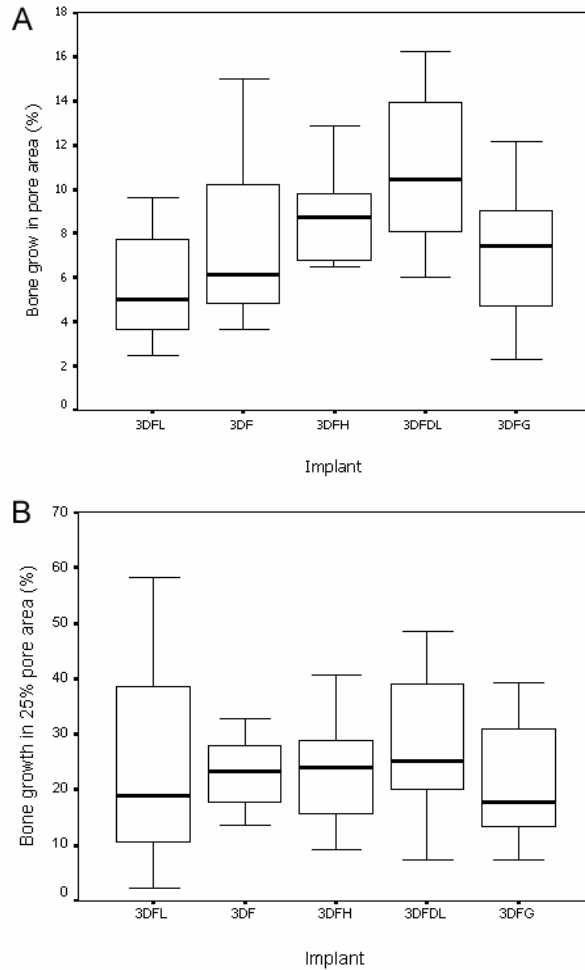 A
Bone grow in pore area (%)
18
16
14
12
10
8
6
4
2
0
3DFL 3DF 3DFH 3DFDL 3DFG
Implant
B
Bone growth in 25% pore area (%)
70
60
50
40
30
20
10
0
3DFL 3DF 3DFH 3DFDL 3DFG
Implant